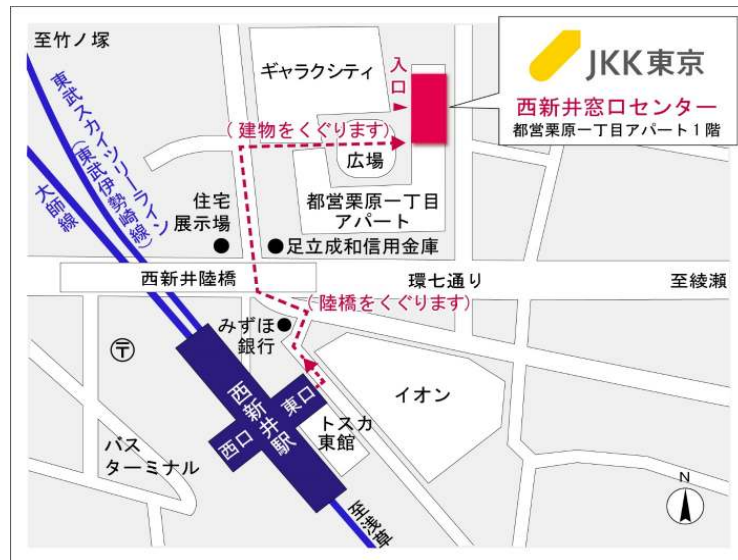 至竹ノ塚
ギャラクシティ
入口
JKK東京
西新井窓口センター
都営栗原一丁目アパート1階
東武スカイツリーライン
(東武伊勢崎線)
大師線
(建物をくぐります)
広場
住宅
展示場
都営栗原一丁目
アパート
足立成和信用金庫
西新井陸橋
環七通り
至綾瀬
(陸橋をくぐります)
みずほ
銀行
〒
西新井駅
東口
西口
イオン
トスカ
東館
バス
ターミナル
至浅草
N